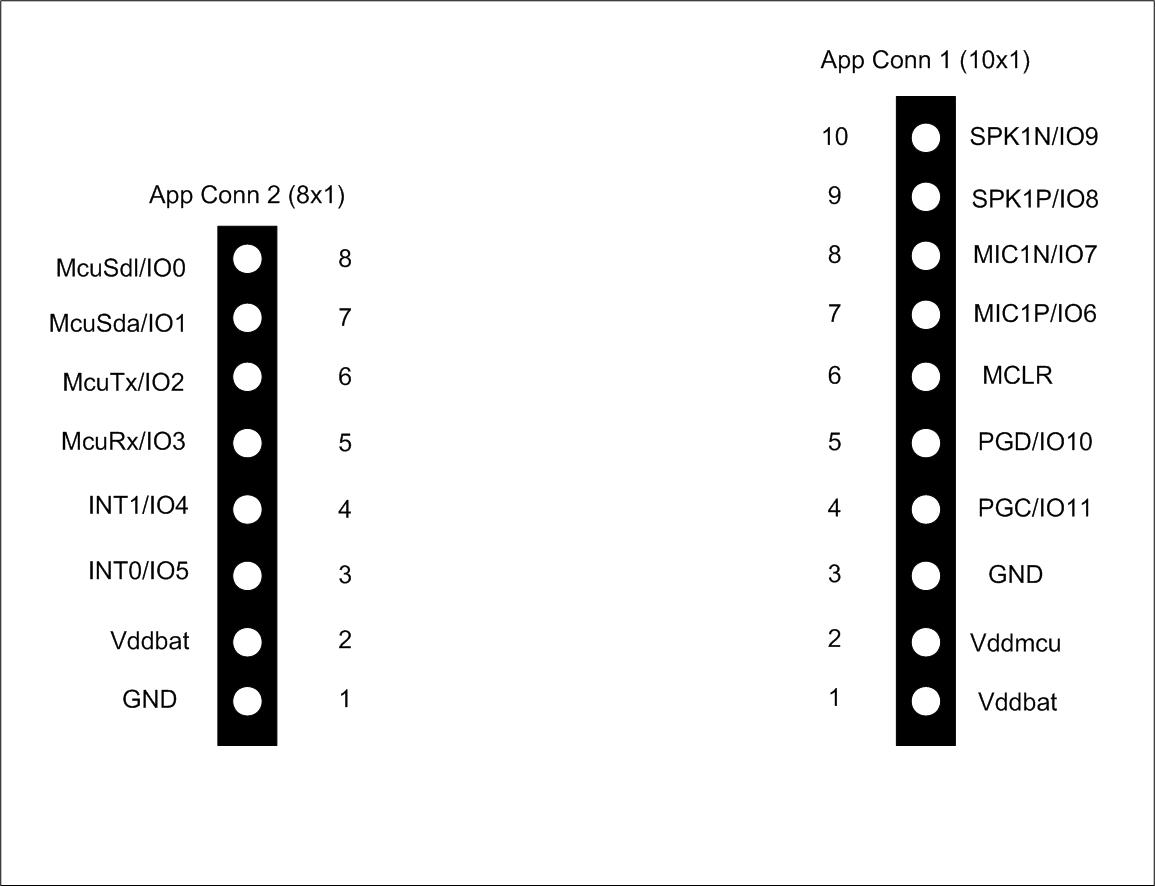 App Conn 1 (10x1)
10 SPK1N/IO9
9 SPK1P/IO8
8 MIC1N/IO7
7 MIC1P/IO6
6 MCLR
5 PGD/IO10
4 PGC/IO11
3 GND
2 Vddmcu
1 Vddbat
App Conn 2 (8x1)
McuSdl/IO0 8
McuSda/IO1 7
McuTx/IO2 6
McuRx/IO3 5
INT1/IO4 4
INT0/IO5 3
Vddbat 2
GND 1